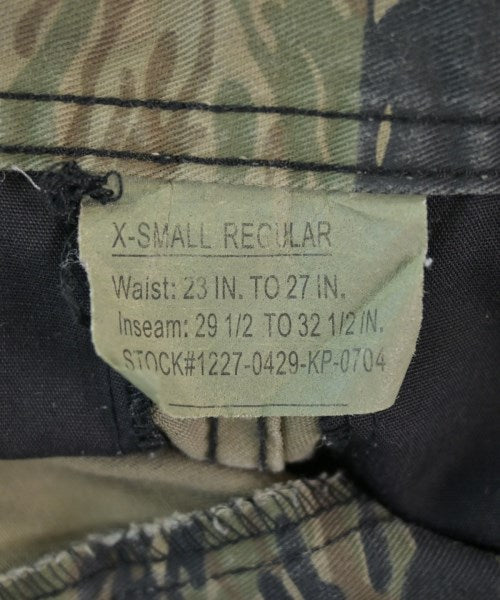 X-SMALL REGULAR
Waist: 23 IN. TO 27 IN.
Inseam: 29 1/2 TO 32 1/2 IN.
STOCK#1227-0429-KP-0704